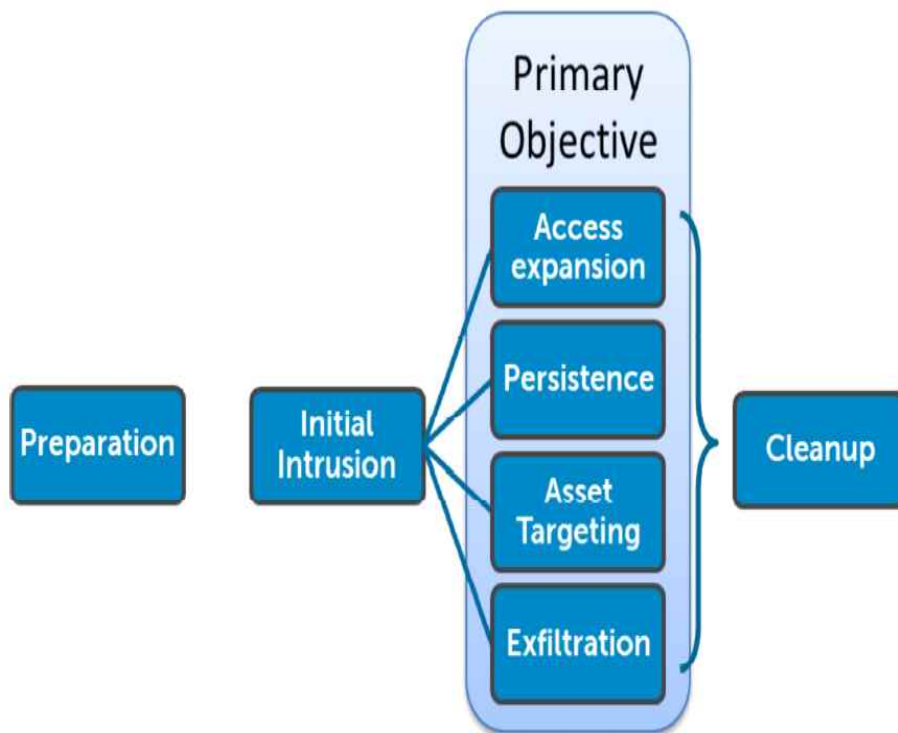 Preparation
Initial
Intrusion
Primary
Objective
Access
expansion
Persistence
Asset
Targeting
Exfiltration
Cleanup